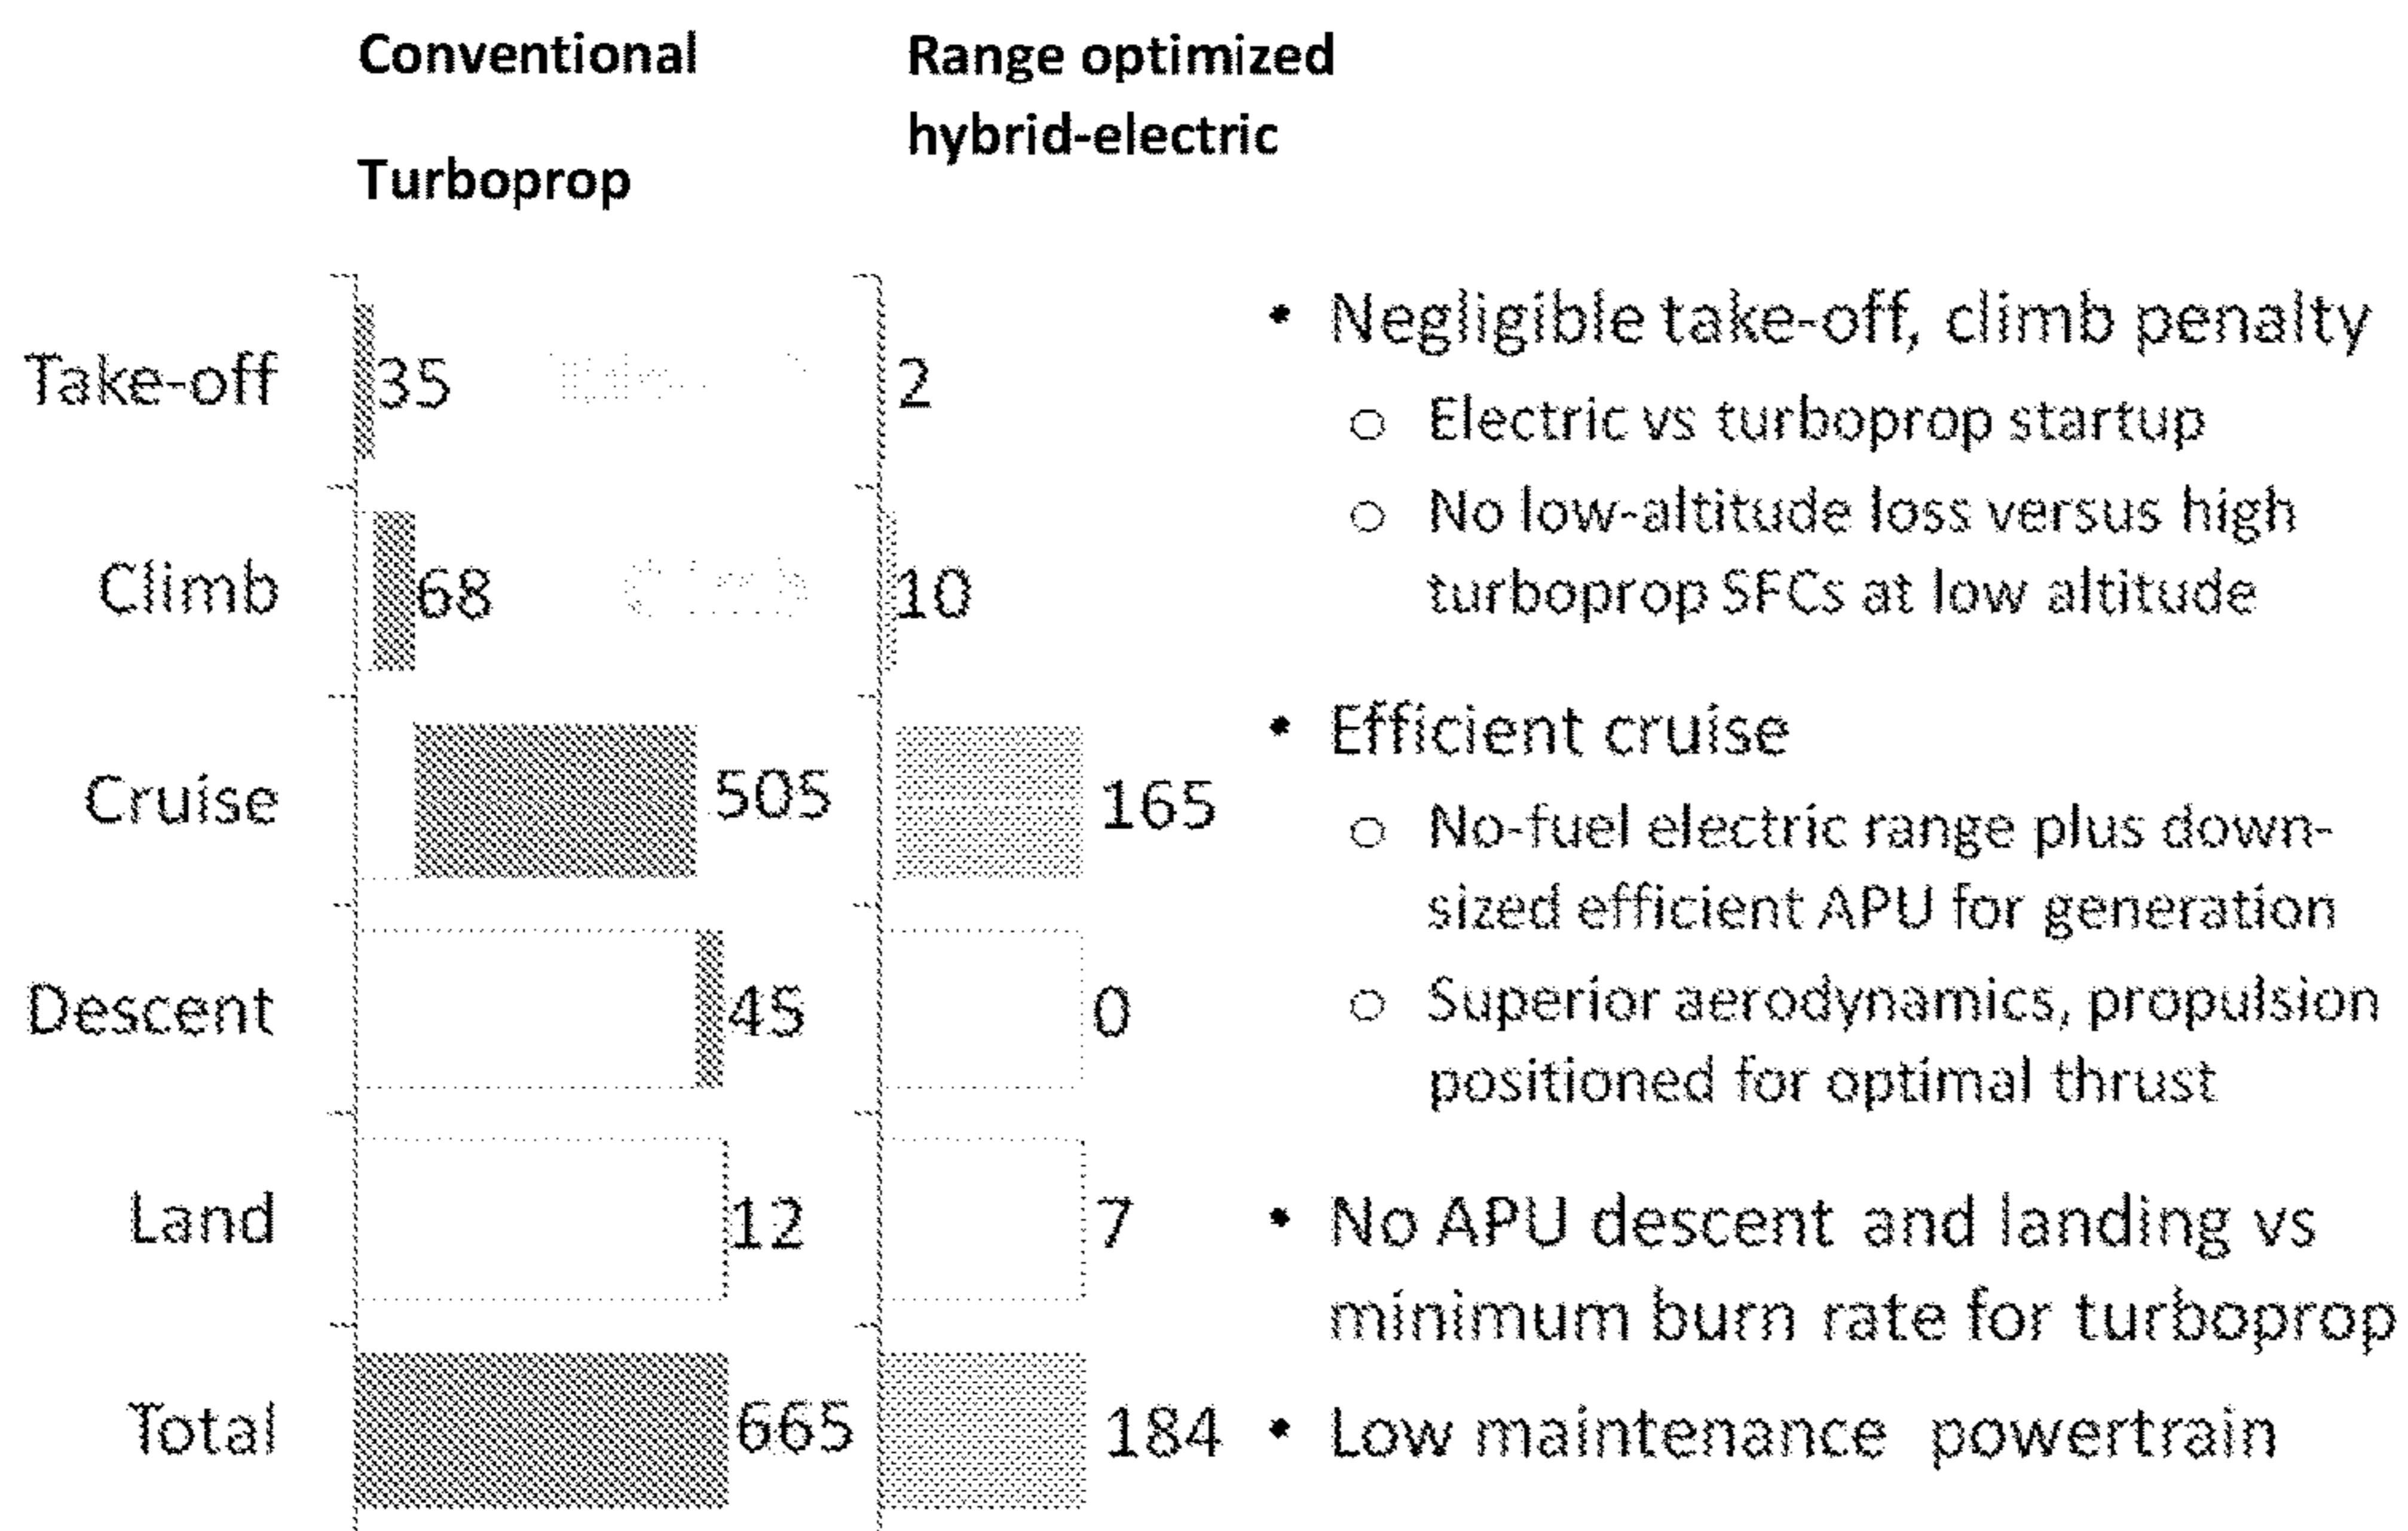 Conventional
Turboprop
Range optimized
hybrid-electric
Take-off
35
2
Climb
68
Climb
10
Cruise
505
165
Descent
45
0
Land
12
7
Total
665
184
• Negligible take-off, climb penalty
○ Electric vs turboprop startup
○ No low-altitude loss versus high
turboprop SFCs at low altitude
• Efficient cruise
○ No-fuel electric range plus down-
sized efficient APU for generation
○ Superior aerodynamics, propulsion
positioned for optimal thrust
• No APU descent and landing vs
minimum burn rate for turboprop
• Low maintenance powertrain